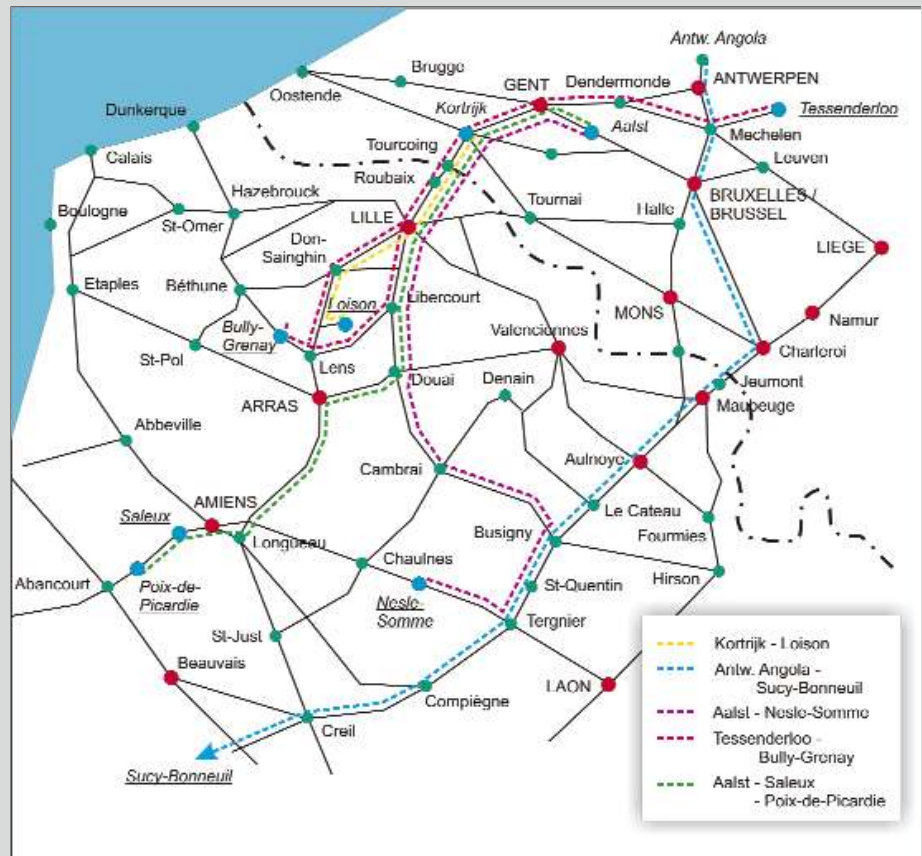 Antw. Angola
Brugge
GENT
Dendermonde
ANTWERPEN
Oostende
Tessenderloo
Dunkerque
Kortrijk
Aalst
Mechelen
Tourcoing
Calais
Leuven
Roubaix
Hazebrouck
Tournai
BRUXELLES /
BRUSSEL
Boulogne
St-Omer
LILLE
Halle
Don-
Sainghin
LIEGE
Etaples
Béthune
Loison
Libercourt
MONS
Namur
Bully-
Grenay
Valenciennes
St-Pol
Lens
Charleroi
Douai
Denain
Jeumont
ARRAS
Maubeuge
Abbeville
Cambrai
Aulnoye
AMIENS
Saleux
Le Cateau
Longueau
Busigny
Fourmies
Chaulnes
Abancourt
Poix-de-
Picardie
St-Quentin
Hirson
Nesle-
Somme
St-Just
Tergnier
Beauvais
LAON
Compiègne
Creil
Sucy-Bonneuil
Kortrijk - Loison
Antw. Angola -
Sucy-Bonneuil
Aalst - Nesle-Somme
Tessenderloo -
Bully-Grenay
Aalst - Saleux
- Poix-de-Picardie